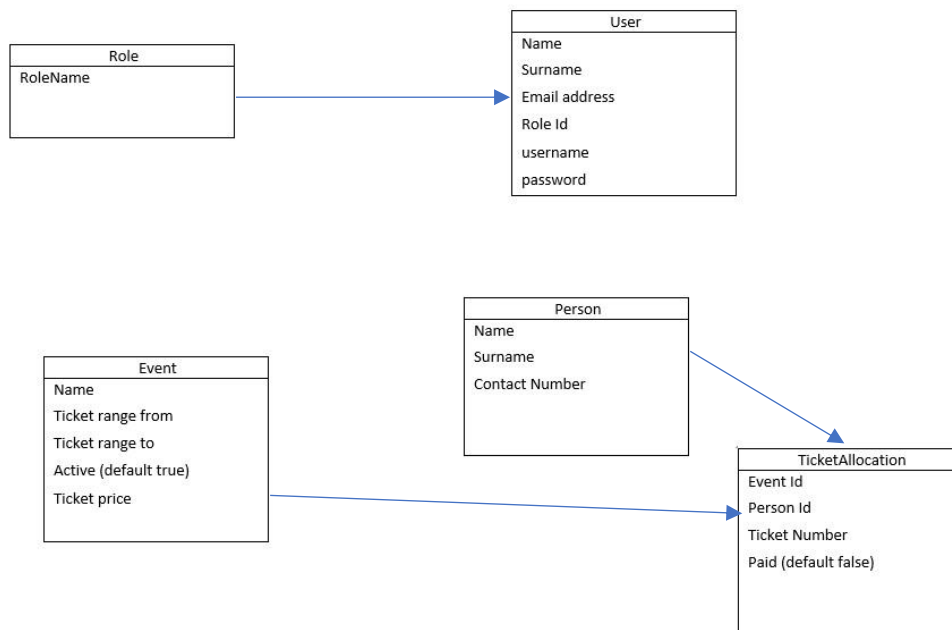 Role
RoleName
User
Name
Surname
Email address
Role Id
username
password
Person
Name
Surname
Contact Number
Event
Name
Ticket range from
Ticket range to
Active (default true)
Ticket price
TicketAllocation
Event Id
Person Id
Ticket Number
Paid (default false)